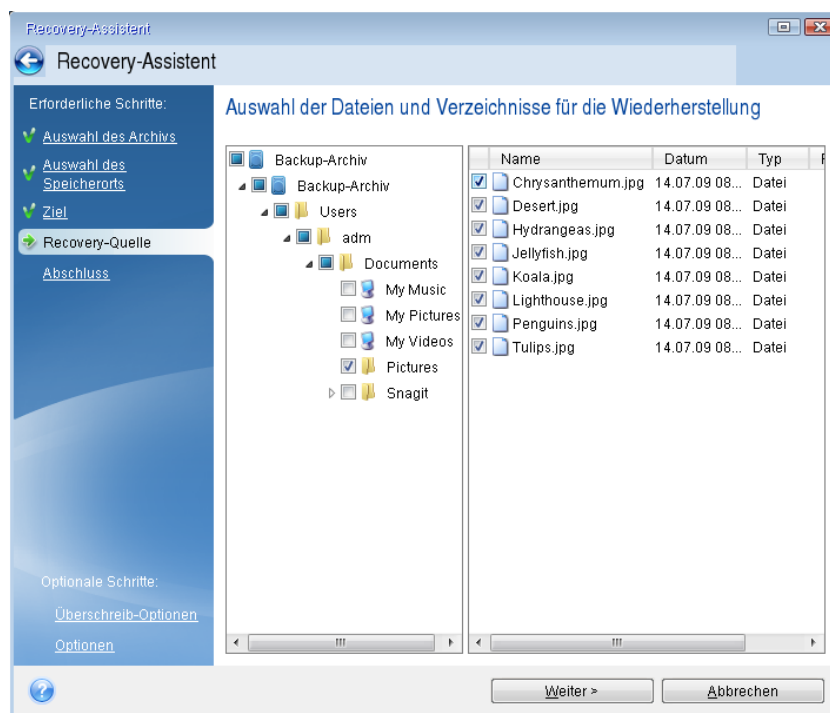 Recovery-Assistent
Recovery-Assistent
Erforderliche Schritte:
Auswahl des Archivs
Auswahl des
Speicherorts
Ziel
Recovery-Quelle
Abschluss
Optionale Schritte:
Überschreib-Optionen
Optionen
Auswahl der Dateien und Verzeichnisse für die Wiederherstellung
Backup-Archiv
Backup-Archiv
Users
adm
Documents
My Music
My Pictures
My Videos
Pictures
Snagit
Name Datum Typ
Chrysanthemum.jpg 14.07.09 08... Datei
Desert.jpg 14.07.09 08... Datei
Hydrangeas.jpg 14.07.09 08... Datei
Jellyfish.jpg 14.07.09 08... Datei
Koala.jpg 14.07.09 08... Datei
Lighthouse.jpg 14.07.09 08... Datei
Penguins.jpg 14.07.09 08... Datei
Tulips.jpg 14.07.09 08... Datei
Weiter > Abbrechen